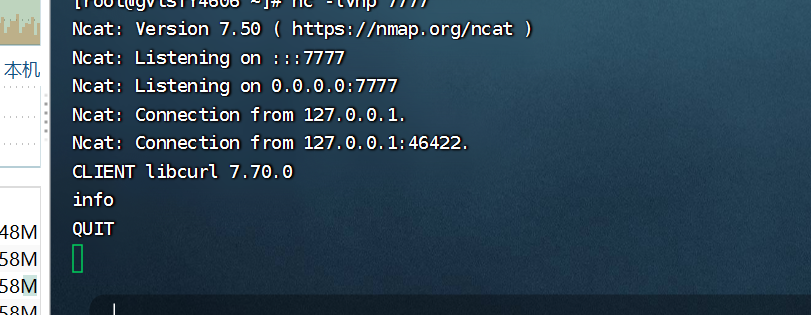 [root@gvlsfY4606 ~]# nc -lvnp 7777
Ncat: Version 7.50 ( https://nmap.org/ncat )
Ncat: Listening on :::7777
本机
Ncat: Listening on 0.0.0.0:7777
Ncat: Connection from 127.0.0.1.
Ncat: Connection from 127.0.0.1:46422.
CLIENT libcurl 7.70.0
info
QUIT
48M
58M
58M
58M